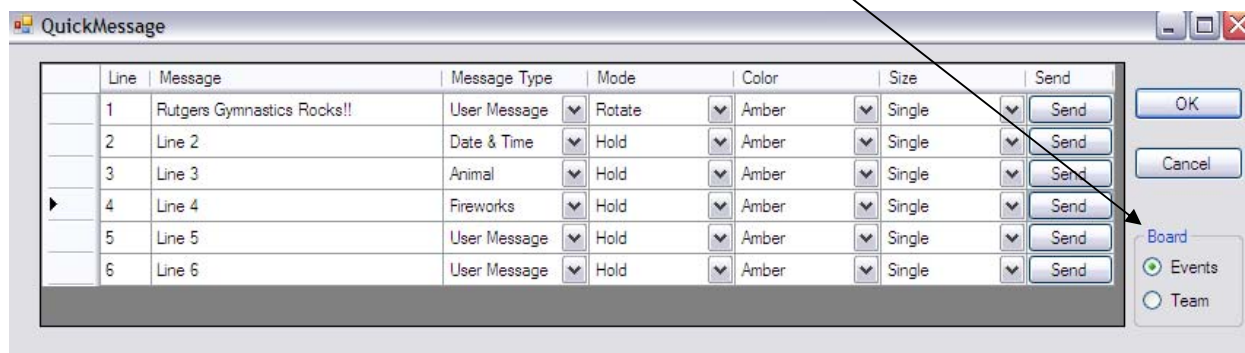 QuickMessage
Line Message Message Type Mode Color Size Send
1 Rutgers Gymnastics Rocks!! User Message Rotate Amber Single Send
OK
2 Line 2 Date & Time Hold Amber Single Send
3 Line 3 Animal Hold Amber Single Send
Cancel
4 Line 4 Fireworks Hold Amber Single Send
5 Line 5 User Message Hold Amber Single Send
6 Line 6 User Message Hold Amber Single Send
Board
Events
Team